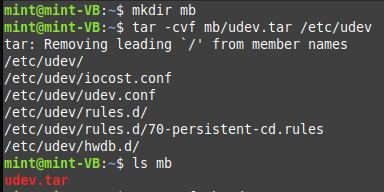 mint@mint-VB:~$ mkdir mb
mint@mint-VB:~$ tar -cvf mb/udev.tar /etc/udev
tar: Removing leading `/' from member names
/etc/udev/
/etc/udev/iocost.conf
/etc/udev/udev.conf
/etc/udev/rules.d/
/etc/udev/rules.d/70-persistent-cd.rules
/etc/udev/hwdb.d/
mint@mint-VB:~$ ls mb
udev.tar